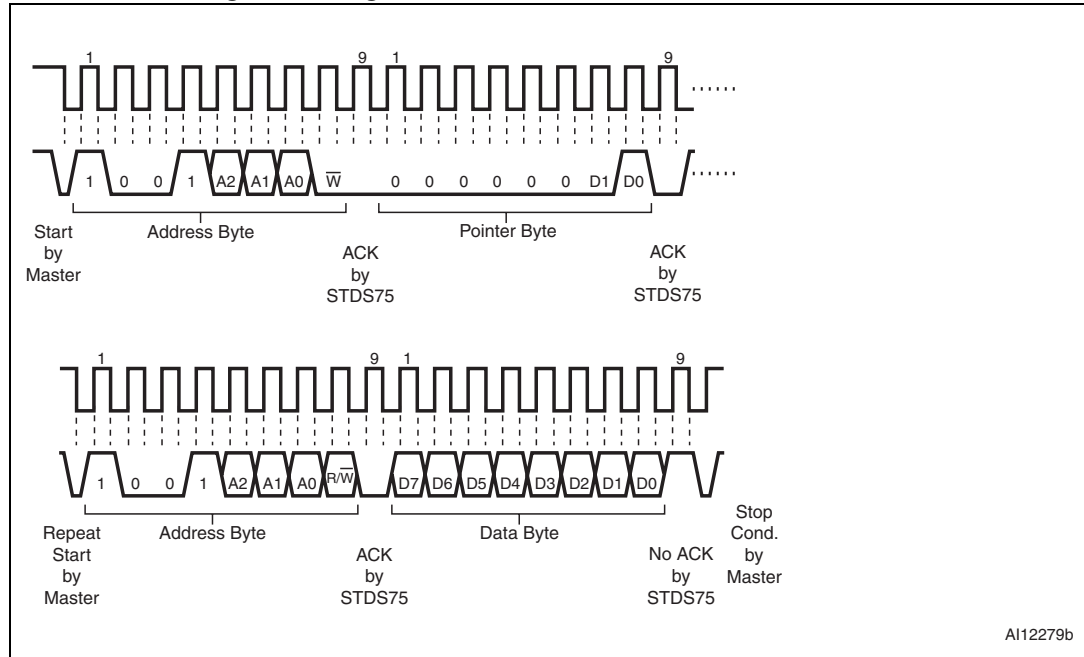 1 9 1 9
1 0 0 1 A2 A1 A0 W̅ 0 0 0 0 0 0 D1 D0
Start by Master
Address Byte
ACK by STDS75
Pointer Byte
ACK by STDS75
1 9 1 9
1 0 0 1 A2 A1 A0 R/W̅ D7 D6 D5 D4 D3 D2 D1 D0
Repeat Start by Master
Address Byte
ACK by STDS75
Data Byte
No ACK by STDS75
Stop Cond. by Master
AI12279b